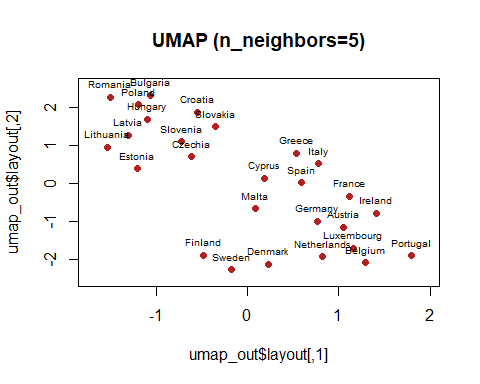 UMAP (n_neighbors=5)
umap_out$layout[,2]
2
1
0
-1
-2
Romania
Bulgaria
Poland
Croatia
Hungary
Slovakia
Latvia
Lithuania
Slovenia
Czechia
Estonia
Greece
Italy
Cyprus
Spain
France
Malta
Ireland
Germany
Austria
Luxembourg
Finland
Netherlands
Portugal
Sweden
Denmark
Belgium
-1
0
1
2
umap_out$layout[,1]